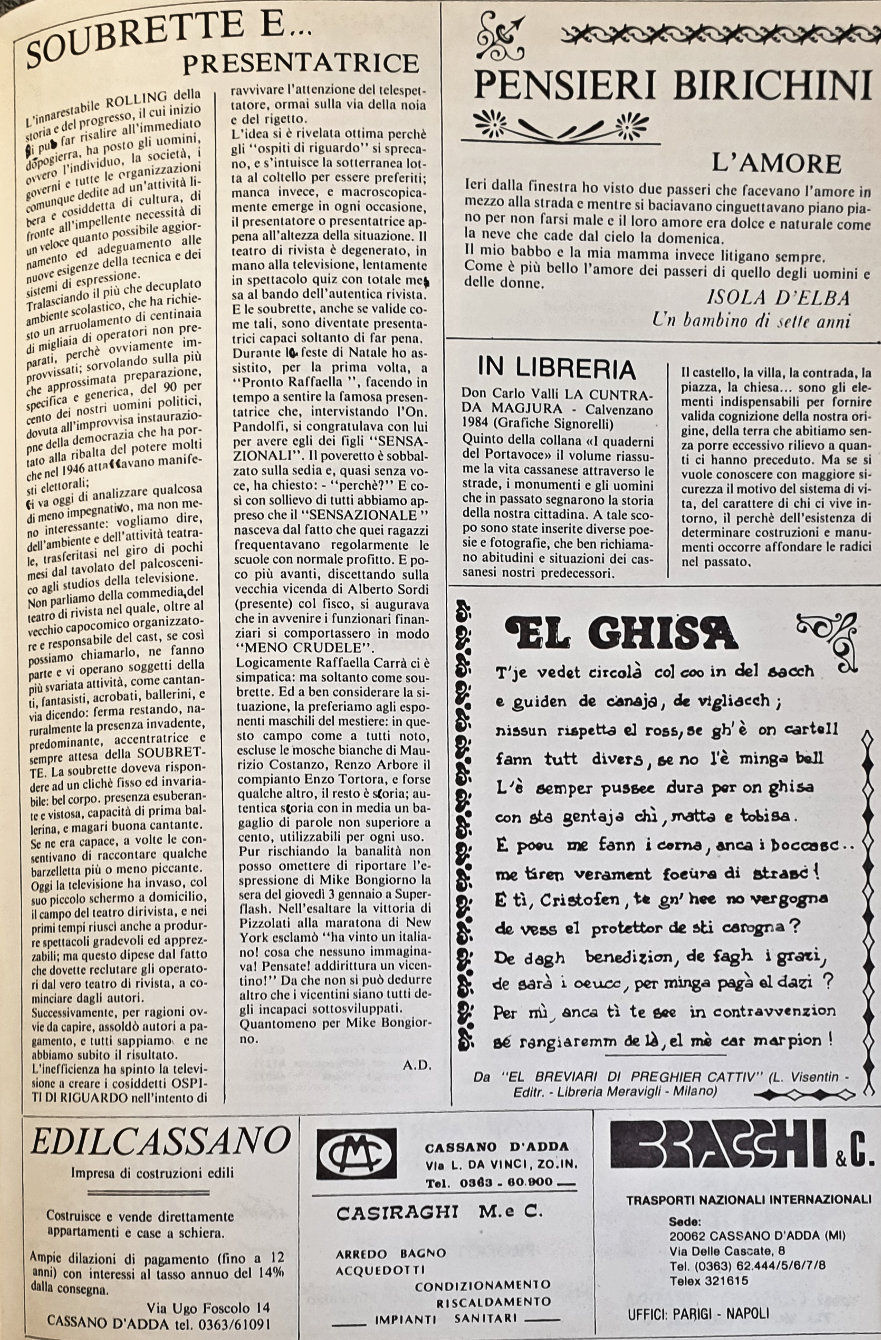 SOUBRETTE E...
PRESENTATRICE
L'innarestabile ROLLING della
storia e del progresso, il cui inizio
si può far risalire all'immediato
dopogierra, ha posto gli uomini,
ovvero l'individuo, la società, i
governi e tutte le organizzazioni
comunque dedite ad un'attività li-
bera e cosiddetta di cultura, di
fronte all'impellente necessità di
un veloce quanto possibile aggior-
namento ed adeguamento alle
nuove esigenze della tecnica e dei
sistemi di espressione.
Tralasciando il più che decuplato
ambiente scolastico, che ha richie-
sto un arruolamento di centinaia
di migliaia di operatori non pre-
parati, perchè ovviamente im-
provvissati; sorvolando sulla più
che approssimata preparazione,
specifica e generica, del 90 per
cento dei nostri uomini politici,
dovuta all'improvvisa instaurazio-
pne della democrazia che ha por-
tato alla ribalta del potere molti
che nel 1946 attaccavano manife-
sti elettorali;
ci va oggi di analizzare qualcosa
di meno impegnativo, ma non me-
no interessante: vogliamo dire,
dell'ambiente e dell'attività teatra-
le, trasferitasi nel giro di pochi
mesi dal tavolato del palcosceni-
co agli studios della televisione.
Non parliamo della commedia,del
teatro di rivista nel quale, oltre al
vecchio capocomico organizzato-
re e responsabile del cast, se così
possiamo chiamarlo, ne fanno
parte e vi operano soggetti della
più svariata attività, come cantan-
ti, fantasisti, acrobati, ballerini, e
via dicendo: ferma restando, na-
ruralmente la presenza invadente,
predominante, accentratrice e
sempre attesa della SOUBRET-
TE. La soubrette doveva rispon-
dere ad un clichè fisso ed invaria-
bile: bel corpo. presenza esuberan-
te e vistosa, capacità di prima bal-
lerina, e magari buona cantante.
Se ne era capace, a volte le con-
sentivano di raccontare qualche
barzelletta più o meno piccante.
Oggi la televisione ha invaso, col
suo piccolo schermo a domicilio,
il campo del teatro dirivista, e nei
primi tempi riuscì anche a produr-
re spettacoli gradevoli ed apprez-
zabili; ma questo dipese dal fatto
che dovette reclutare gli operato-
ri dal vero teatro di rivista, a co-
minciare dagli autori.
Successivamente, per ragioni ov-
vie da capire, assoldò autori a pa-
gamento, e tutti sappiamo e ne
abbiamo subito il risultato.
L'inefficienza ha spinto la televi-
sione a creare i cosiddetti OSPI-
TI DI RIGUARDO nell'intento di
ravvivare l'attenzione del telespet-
tatore, ormai sulla via della noia
e del rigetto.
L'idea si è rivelata ottima perchè
gli "ospiti di riguardo" si spreca-
no, e s'intuisce la sotterranea lot-
ta al coltello per essere preferiti;
manca invece, e macroscopica-
mente emerge in ogni occasione,
il presentatore o presentatrice ap-
pena all'altezza della situazione. Il
teatro di rivista è degenerato, in
mano alla televisione, lentamente
in spettacolo quiz con totale mes-
sa al bando dell'autentica rivista.
E le soubrette, anche se valide co-
me tali, sono diventate presenta-
trici capaci soltanto di far pena.
Durante le feste di Natale ho as-
sistito, per la prima volta, a
"Pronto Raffaella ", facendo in
tempo a sentire la famosa presen-
tatrice che, intervistando l'On.
Pandolfi, si congratulava con lui
per avere egli dei figli "SENSA-
ZIONALI". Il poveretto è sobbal-
zato sulla sedia e, quasi senza vo-
ce, ha chiesto: - "perchè?" E co-
sì con sollievo di tutti abbiamo ap-
preso che il "SENSAZIONALE "
nasceva dal fatto che quei ragazzi
frequentavano regolarmente le
scuole con normale profitto. E po-
co più avanti, discettando sulla
vecchia vicenda di Alberto Sordi
(presente) col fisco, si augurava
che in avvenire i funzionari finan-
ziari si comportassero in modo
"MENO CRUDELE".
Logicamente Raffaella Carrà ci è
simpatica: ma soltanto come sou-
brette. Ed a ben considerare la si-
tuazione, la preferiamo agli espo-
nenti maschili del mestiere: in que-
sto campo come a tutti noto,
escluse le mosche bianche di Mau-
rizio Costanzo, Renzo Arbore il
compianto Enzo Tortora, e forse
qualche altro, il resto è storia; au-
tentica storia con in media un ba-
gaglio di parole non superiore a
cento, utilizzabili per ogni uso.
Pur rischiando la banalità non
posso omettere di riportare l'e-
spressione di Mike Bongiorno la
sera del giovedì 3 gennaio a Super-
flash. Nell'esaltare la vittoria di
Pizzolati alla maratona di New
York esclamò "ha vinto un italia-
no! cosa che nessuno immagina-
va! Pensate! addirittura un vicen-
tino!" Da che non si può dedurre
altro che i vicentini siano tutti de-
gli incapaci sottosviluppati.
Quantomeno per Mike Bongior-
no.
A.D.
PENSIERI BIRICHINI
L'AMORE
Ieri dalla finestra ho visto due passeri che facevano l'amore in
mezzo alla strada e mentre si baciavano cinguettavano piano pia-
no per non farsi male e il loro amore era dolce e naturale come
la neve che cade dal cielo la domenica.
Il mio babbo e la mia mamma invece litigano sempre.
Come è più bello l'amore dei passeri di quello degli uomini e
delle donne.
ISOLA D'ELBA
Un bambino di sette anni
IN LIBRERIA
Don Carlo Valli LA CUNTRA-
DA MAGJURA - Calvenzano
1984 (Grafiche Signorelli)
Quinto della collana «I quaderni
del Portavoce» il volume riassu-
me la vita cassanese attraverso le
strade, i monumenti e gli uomini
che in passato segnarono la storia
della nostra cittadina. A tale sco-
po sono state inserite diverse poe-
sie e fotografie, che ben richiama-
no abitudini e situazioni dei cas-
sanesi nostri predecessori.
Il castello, la villa, la contrada, la
piazza, la chiesa... sono gli ele-
menti indispensabili per fornire
valida cognizione della nostra ori-
gine, della terra che abitiamo sen-
za porre eccessivo rilievo a quan-
ti ci hanno preceduto. Ma se si
vuole conoscere con maggiore si-
curezza il motivo del sistema di vi-
ta, del carattere di chi ci vive in-
torno, il perchè dell'esistenza di
determinare costruzioni e manu-
menti occorre affondare le radici
nel passato.
EL GHISA
T'je vedet circolà col coo in del sacch
e guiden de canaja, de vigliacch;
nissun rispetta el ross, se gh'è on cartell
fann tutt divers, se no l'è minga bell
L'è semper pussee dura per on ghisa
con sta gentaja chì, matta e tobisa.
E poeu me fann i corna, anca i boccasc..
me tiren verament foeura di strasc!
E tì, Cristofen, te gn'hee no vergogna
de vess el protettor de sti carogna?
De dagh benedizion, de fagh i grazi,
de sarà i oeucc, per minga pagà el dazi ?
Per mì, anca tì te see in contravvenzion
sé rangiaremm de là, el mè car marpion !
Da "EL BREVIARI DI PREGHIER CATTIV" (L. Visentin -
Editr. - Libreria Meravigli - Milano)
EDILCASSANO
Impresa di costruzioni edili
Costruisce e vende direttamente
appartamenti e case a schiera.
Ampie dilazioni di pagamento (fino a 12
anni) con interessi al tasso annuo del 14%
dalla consegna.
Via Ugo Foscolo 14
CASSANO D'ADDA tel. 0363/61091
CASSANO D'ADDA
Via L. DA VINCI, ZO.IN.
Tel. 0363 - 60.900
CASIRAGHI M. e C.
ARREDO BAGNO
ACQUEDOTTI
CONDIZIONAMENTO
RISCALDAMENTO
IMPIANTI SANITARI
BRACCHI & C.
TRASPORTI NAZIONALI INTERNAZIONALI
Sede:
20062 CASSANO D'ADDA (MI)
Via Delle Cascate, 8
Tel. (0363) 62.444/5/6/7/8
Telex 321615
UFFICI: PARIGI - NAPOLI